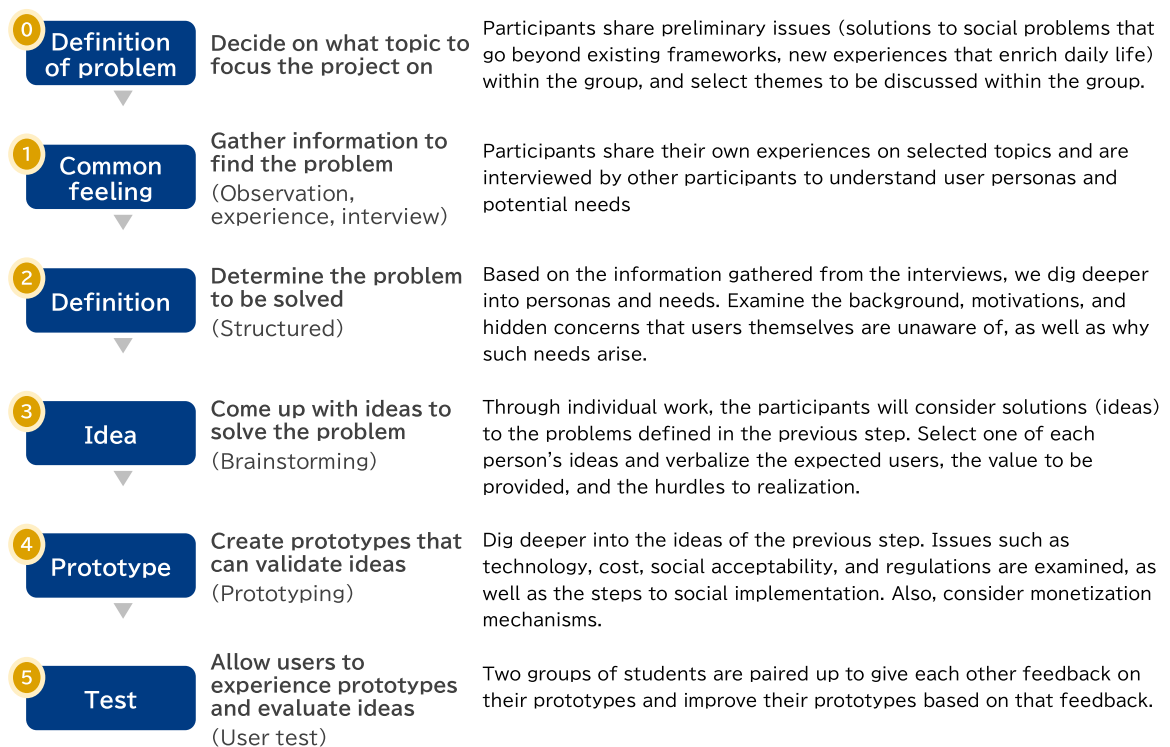 0
Definition
of problem
Decide on what topic to
focus the project on
Participants share preliminary issues (solutions to social problems that
go beyond existing frameworks, new experiences that enrich daily life)
within the group, and select themes to be discussed within the group.
1
Common
feeling
Gather information to
find the problem
(Observation,
experience, interview)
Participants share their own experiences on selected topics and are
interviewed by other participants to understand user personas and
potential needs
2
Definition
Determine the problem
to be solved
(Structured)
Based on the information gathered from the interviews, we dig deeper
into personas and needs. Examine the background, motivations, and
hidden concerns that users themselves are unaware of, as well as why
such needs arise.
3
Idea
Come up with ideas to
solve the problem
(Brainstorming)
Through individual work, the participants will consider solutions (ideas)
to the problems defined in the previous step. Select one of each
person's ideas and verbalize the expected users, the value to be
provided, and the hurdles to realization.
4
Prototype
Create prototypes that
can validate ideas
(Prototyping)
Dig deeper into the ideas of the previous step. Issues such as
technology, cost, social acceptability, and regulations are examined, as
well as the steps to social implementation. Also, consider monetization
mechanisms.
5
Test
Allow users to
experience prototypes
and evaluate ideas
(User test)
Two groups of students are paired up to give each other feedback on
their prototypes and improve their prototypes based on that feedback.